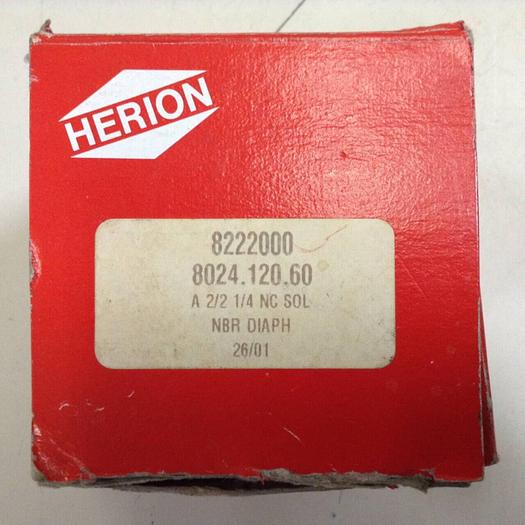 HERION
8222000
8024.120.60
A 2/2 1/4 NC SOL
NBR DIAPH
26/01